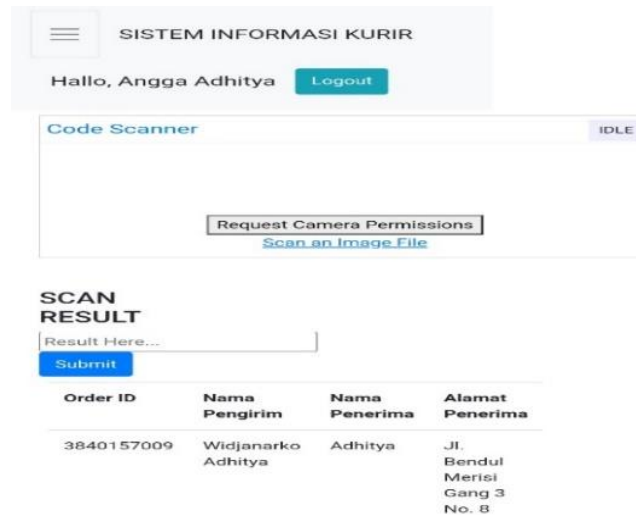 SISTEM INFORMASI KURIR
Hallo, Angga Adhitya Logout
Code Scanner IDLE
Request Camera Permissions
Scan an Image File
SCAN
RESULT
Result Here...
Submit
Order ID Nama Pengirim Nama Penerima Alamat Penerima
3840157009 Widjanarko Adhitya Adhitya Jl. Bendul Merisi Gang 3 No. 8